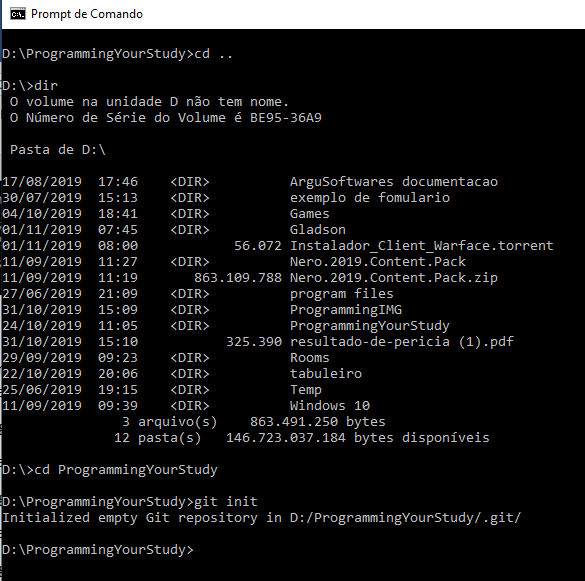 Prompt de Comando
D:\ProgrammingYourStudy>cd ..
D:\>dir
 O volume na unidade D não tem nome.
 O Número de Série do Volume é BE95-36A9
 Pasta de D:\
17/08/2019  17:46    <DIR>          ArguSoftwares documentacao
30/07/2019  15:13    <DIR>          exemplo de fomulario
04/10/2019  18:41    <DIR>          Games
01/11/2019  07:45    <DIR>          Gladson
01/11/2019  08:00            56.072 Instalador_Client_Warface.torrent
11/09/2019  11:27    <DIR>          Nero.2019.Content.Pack
11/09/2019  11:19       863.109.788 Nero.2019.Content.Pack.zip
27/06/2019  21:09    <DIR>          program files
31/10/2019  15:09    <DIR>          ProgrammingIMG
24/10/2019  11:05    <DIR>          ProgrammingYourStudy
31/10/2019  15:10           325.390 resultado-de-pericia (1).pdf
29/09/2019  09:23    <DIR>          Rooms
22/10/2019  20:06    <DIR>          tabuleiro
25/06/2019  19:15    <DIR>          Temp
11/09/2019  09:39    <DIR>          Windows 10
               3 arquivo(s)    863.491.250 bytes
              12 pasta(s)   146.723.037.184 bytes disponíveis
D:\>cd ProgrammingYourStudy
D:\ProgrammingYourStudy>git init
Initialized empty Git repository in D:/ProgrammingYourStudy/.git/
D:\ProgrammingYourStudy>